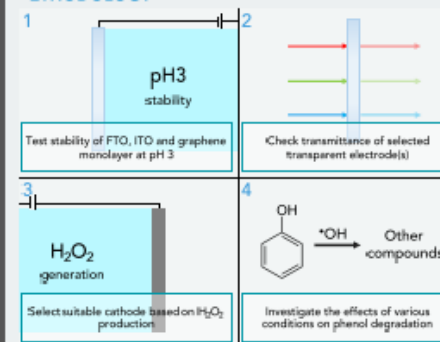 1
pH3
stability
Test stability of FTO, ITO and graphene
monolayer at pH 3
2
Check transmittance of selected
transparent electrode(s)
3
H₂O₂
generation
Select suitable cathode based on H₂O₂
production
4
OH
•OH
Other
compounds
Investigate the effects of various
conditions on phenol degradation